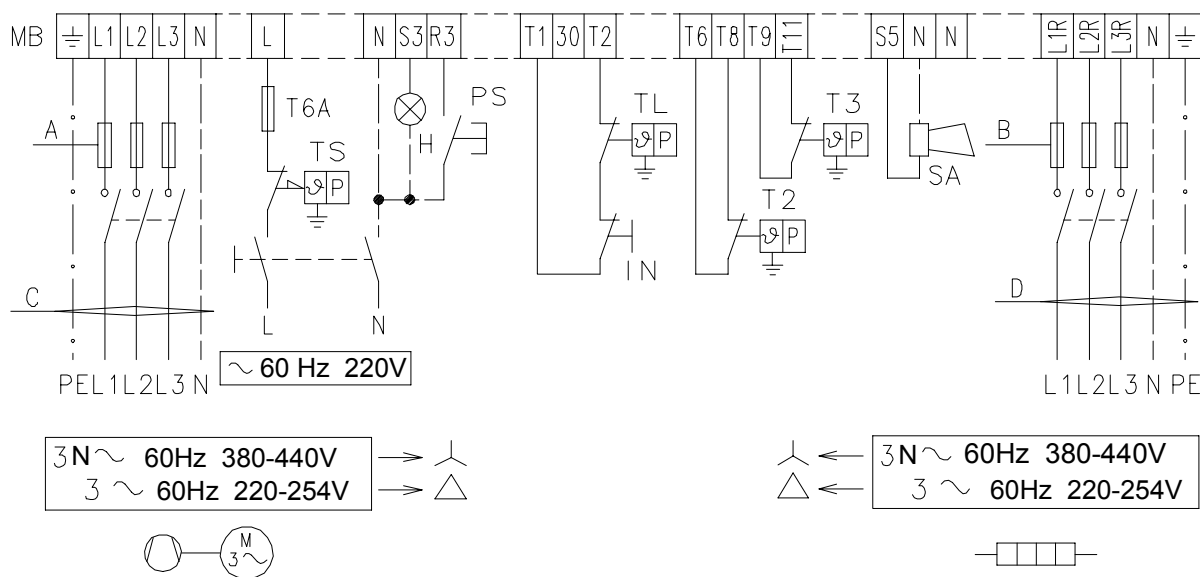 MB L1 L2 L3 N L N S3 R3 T1 30 T2 T6 T8 T9 T11 S5 N N L1R L2R L3R N
A T6A H PS TL T3 B
TS ϑ P ϑ P ϑ P SA
T2
ϑ P
IN
C D
L N
~ 60 Hz 220V
PE L1 L2 L3 N L1 L2 L3 N PE
3N ~ 60Hz 380-440V 3N ~ 60Hz 380-440V
3 ~ 60Hz 220-254V 3 ~ 60Hz 220-254V
M
3 ~